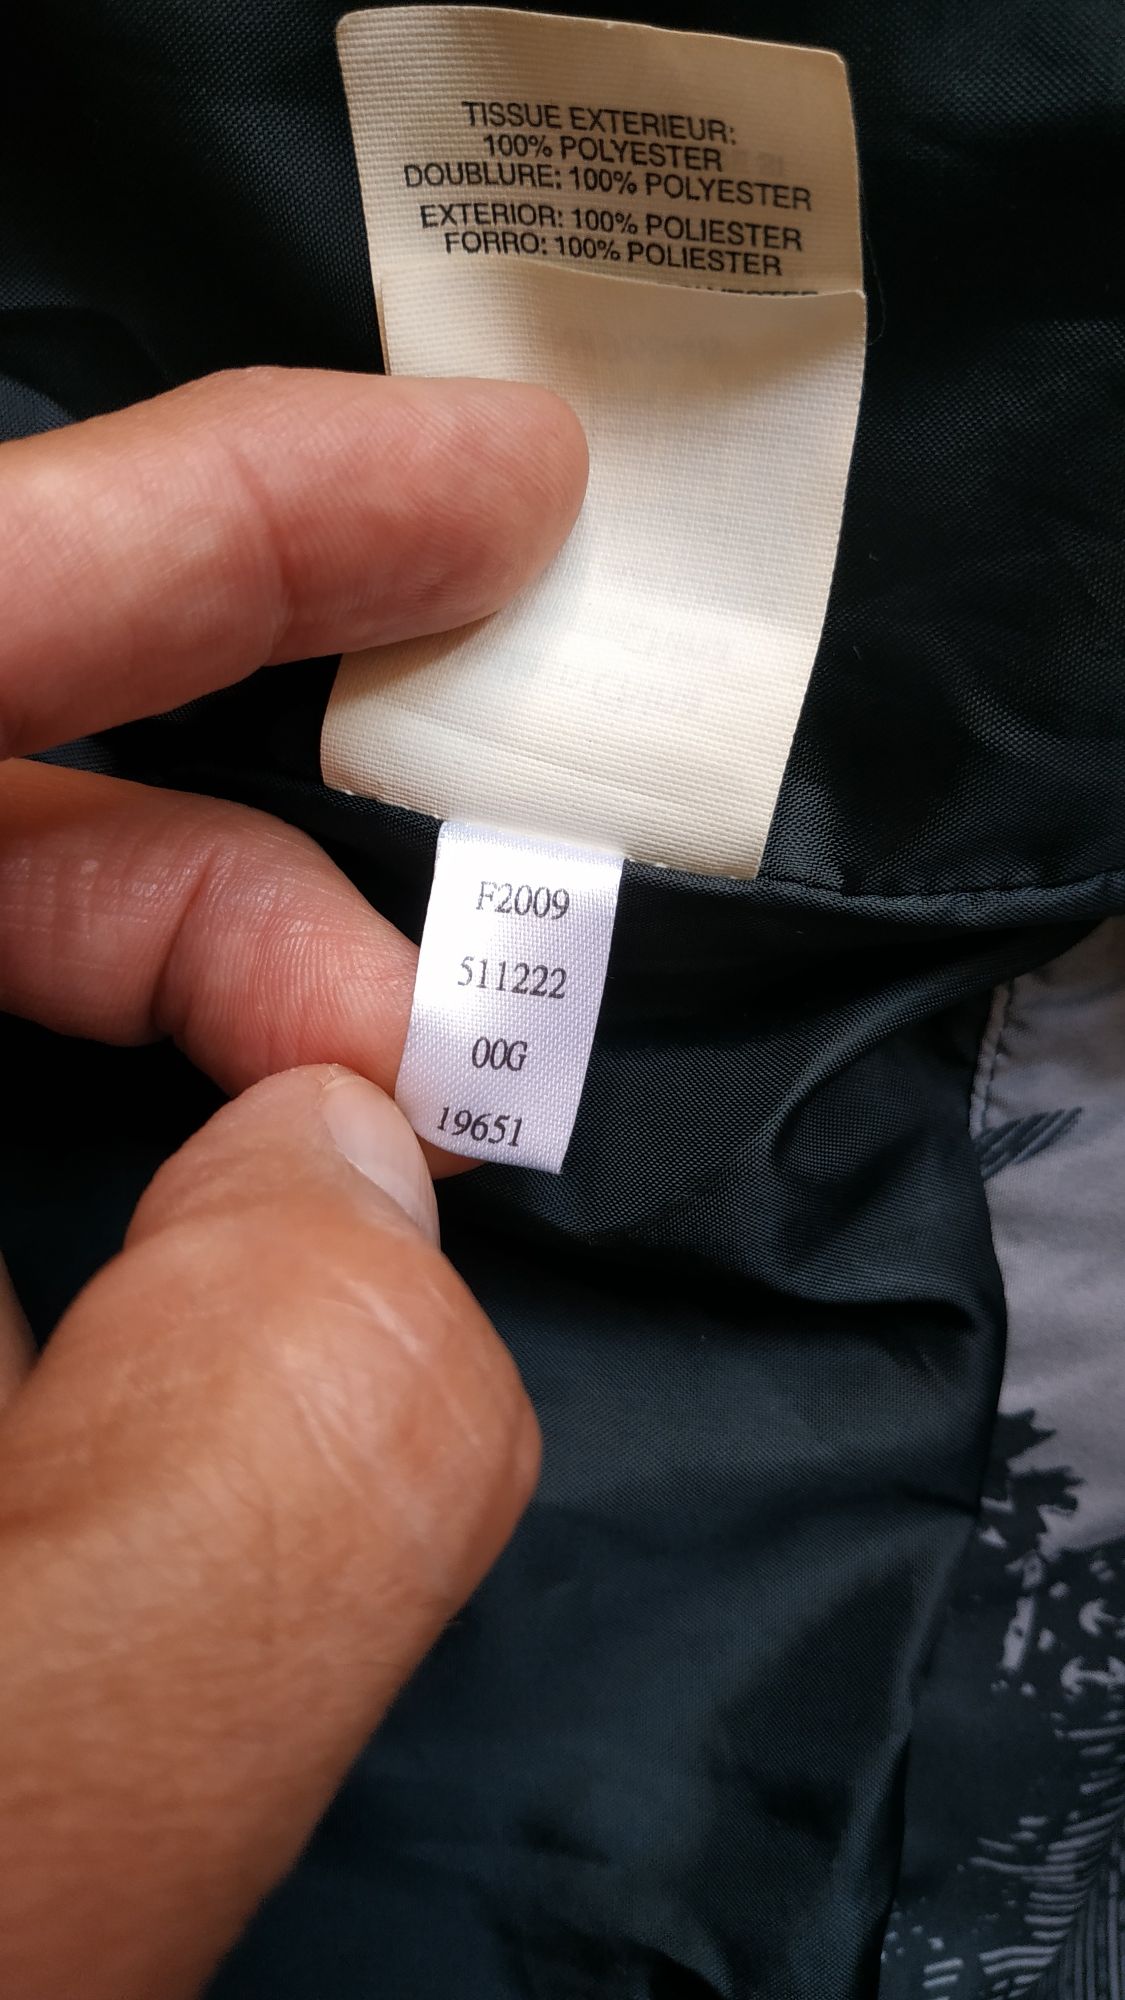 TISSUE EXTERIEUR:
100% POLYESTER
DOUBLURE: 100% POLYESTER
EXTERIOR: 100% POLIESTER
FORRO: 100% POLIESTER
F2009
511222
00G
19651